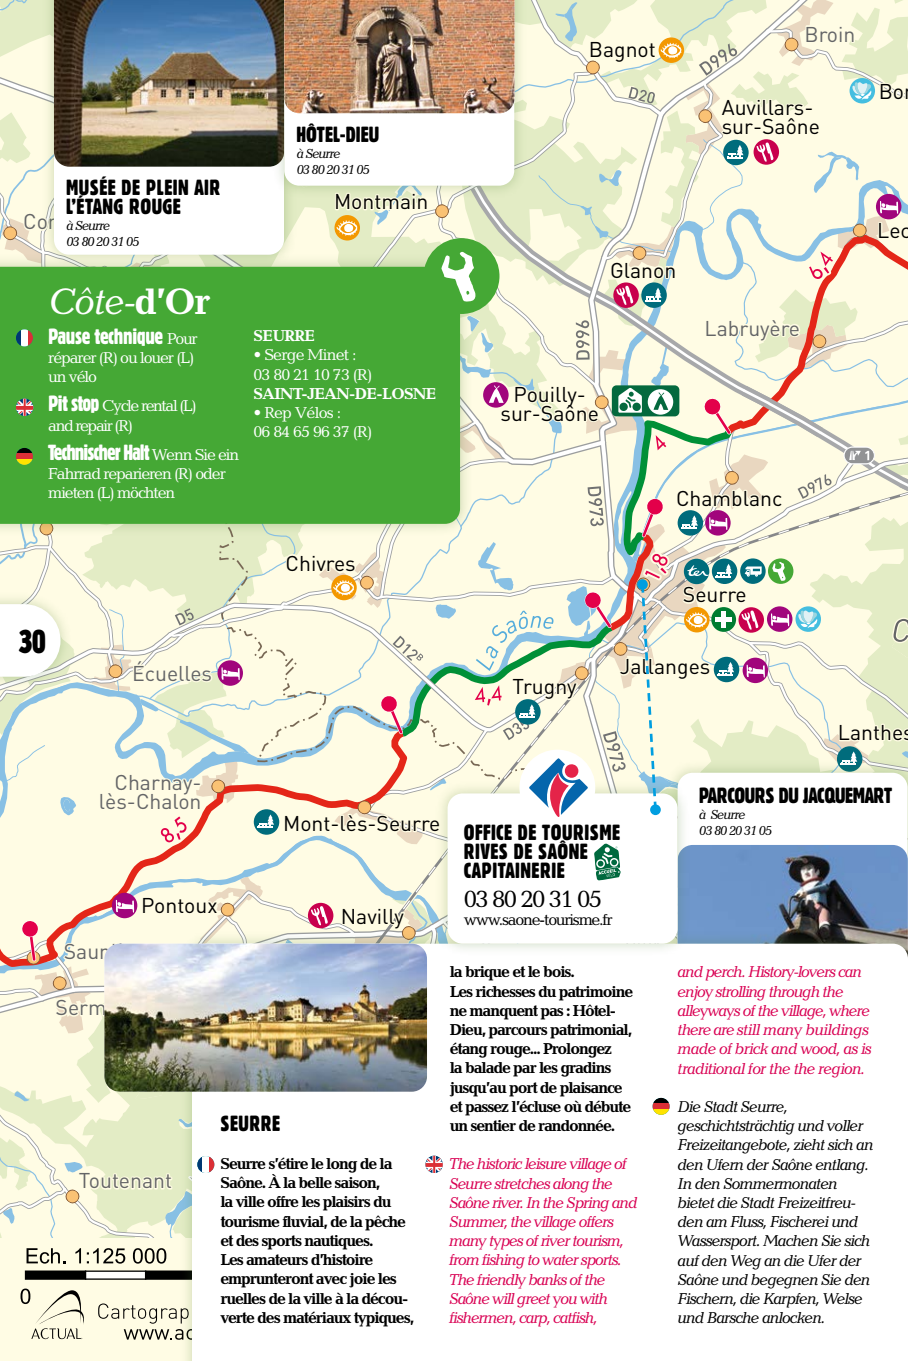 HÔTEL-DIEU
à Seurre
03 80 20 31 05
MUSÉE DE PLEIN AIR
L'ÉTANG ROUGE
à Seurre
03 80 20 31 05
Bagnot
Broin
D996
D20
Auvillars-
sur-Saône
Montmain
Glanon
6,4
Labruyère
D996
Pouilly-
sur-Saône
4
1
D973
Chamblanc
D976
Côte-d'Or
Pause technique Pour
réparer (R) ou louer (L)
un vélo
Pit stop Cycle rental (L)
and repair (R)
Technischer Halt Wenn Sie ein
Fahrrad reparieren (R) oder
mieten (L) möchten
SEURRE
• Serge Minet :
03 80 21 10 73 (R)
SAINT-JEAN-DE-LOSNE
• Rep Vélos :
06 84 65 96 37 (R)
Chivres
1,8
ter
Seurre
D5
30
La Saône
D12B
Écuelles
Jallanges
4,4
Trugny
D973
Lanthes
Charnay-
lès-Chalon
8,5
Mont-lès-Seurre
Pontoux
Navilly
OFFICE DE TOURISME
RIVES DE SAÔNE
CAPITAINERIE
03 80 20 31 05
www.saone-tourisme.fr
PARCOURS DU JACQUEMART
à Seurre
03 80 20 31 05
Toutenant
Ech. 1:125 000
0
ACTUAL
SEURRE
Seurre s'étire le long de la
Saône. À la belle saison,
la ville offre les plaisirs du
tourisme fluvial, de la pêche
et des sports nautiques.
Les amateurs d'histoire
emprunteront avec joie les
ruelles de la ville à la décou-
verte des matériaux typiques,
la brique et le bois.
Les richesses du patrimoine
ne manquent pas : Hôtel-
Dieu, parcours patrimonial,
étang rouge... Prolongez
la balade par les gradins
jusqu'au port de plaisance
et passez l'écluse où débute
un sentier de randonnée.
The historic leisure village of
Seurre stretches along the
Saône river. In the Spring and
Summer, the village offers
many types of river tourism,
from fishing to water sports.
The friendly banks of the
Saône will greet you with
fishermen, carp, catfish,
and perch. History-lovers can
enjoy strolling through the
alleyways of the village, where
there are still many buildings
made of brick and wood, as is
traditional for the the region.
Die Stadt Seurre,
geschichtsträchtig und voller
Freizeitangebote, zieht sich an
den Ufern der Saône entlang.
In den Sommermonaten
bietet die Stadt Freizeitfreu-
den am Fluss, Fischerei und
Wassersport. Machen Sie sich
auf den Weg an die Ufer der
Saône und begegnen Sie den
Fischern, die Karpfen, Welse
und Barsche anlocken.